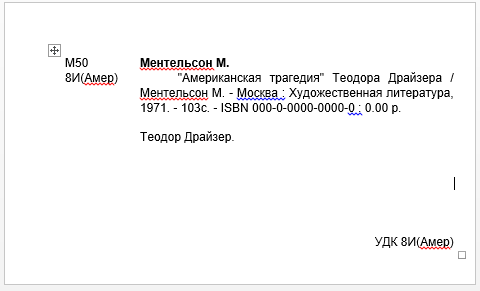 М50 Ментельсон М.
8И(Амер) "Американская трагедия" Теодора Драйзера /
Ментельсон М. - Москва : Художественная литература,
1971. - 103с. - ISBN 000-0-0000-0000-0 : 0.00 р.
Теодор Драйзер.
УДК 8И(Амер)